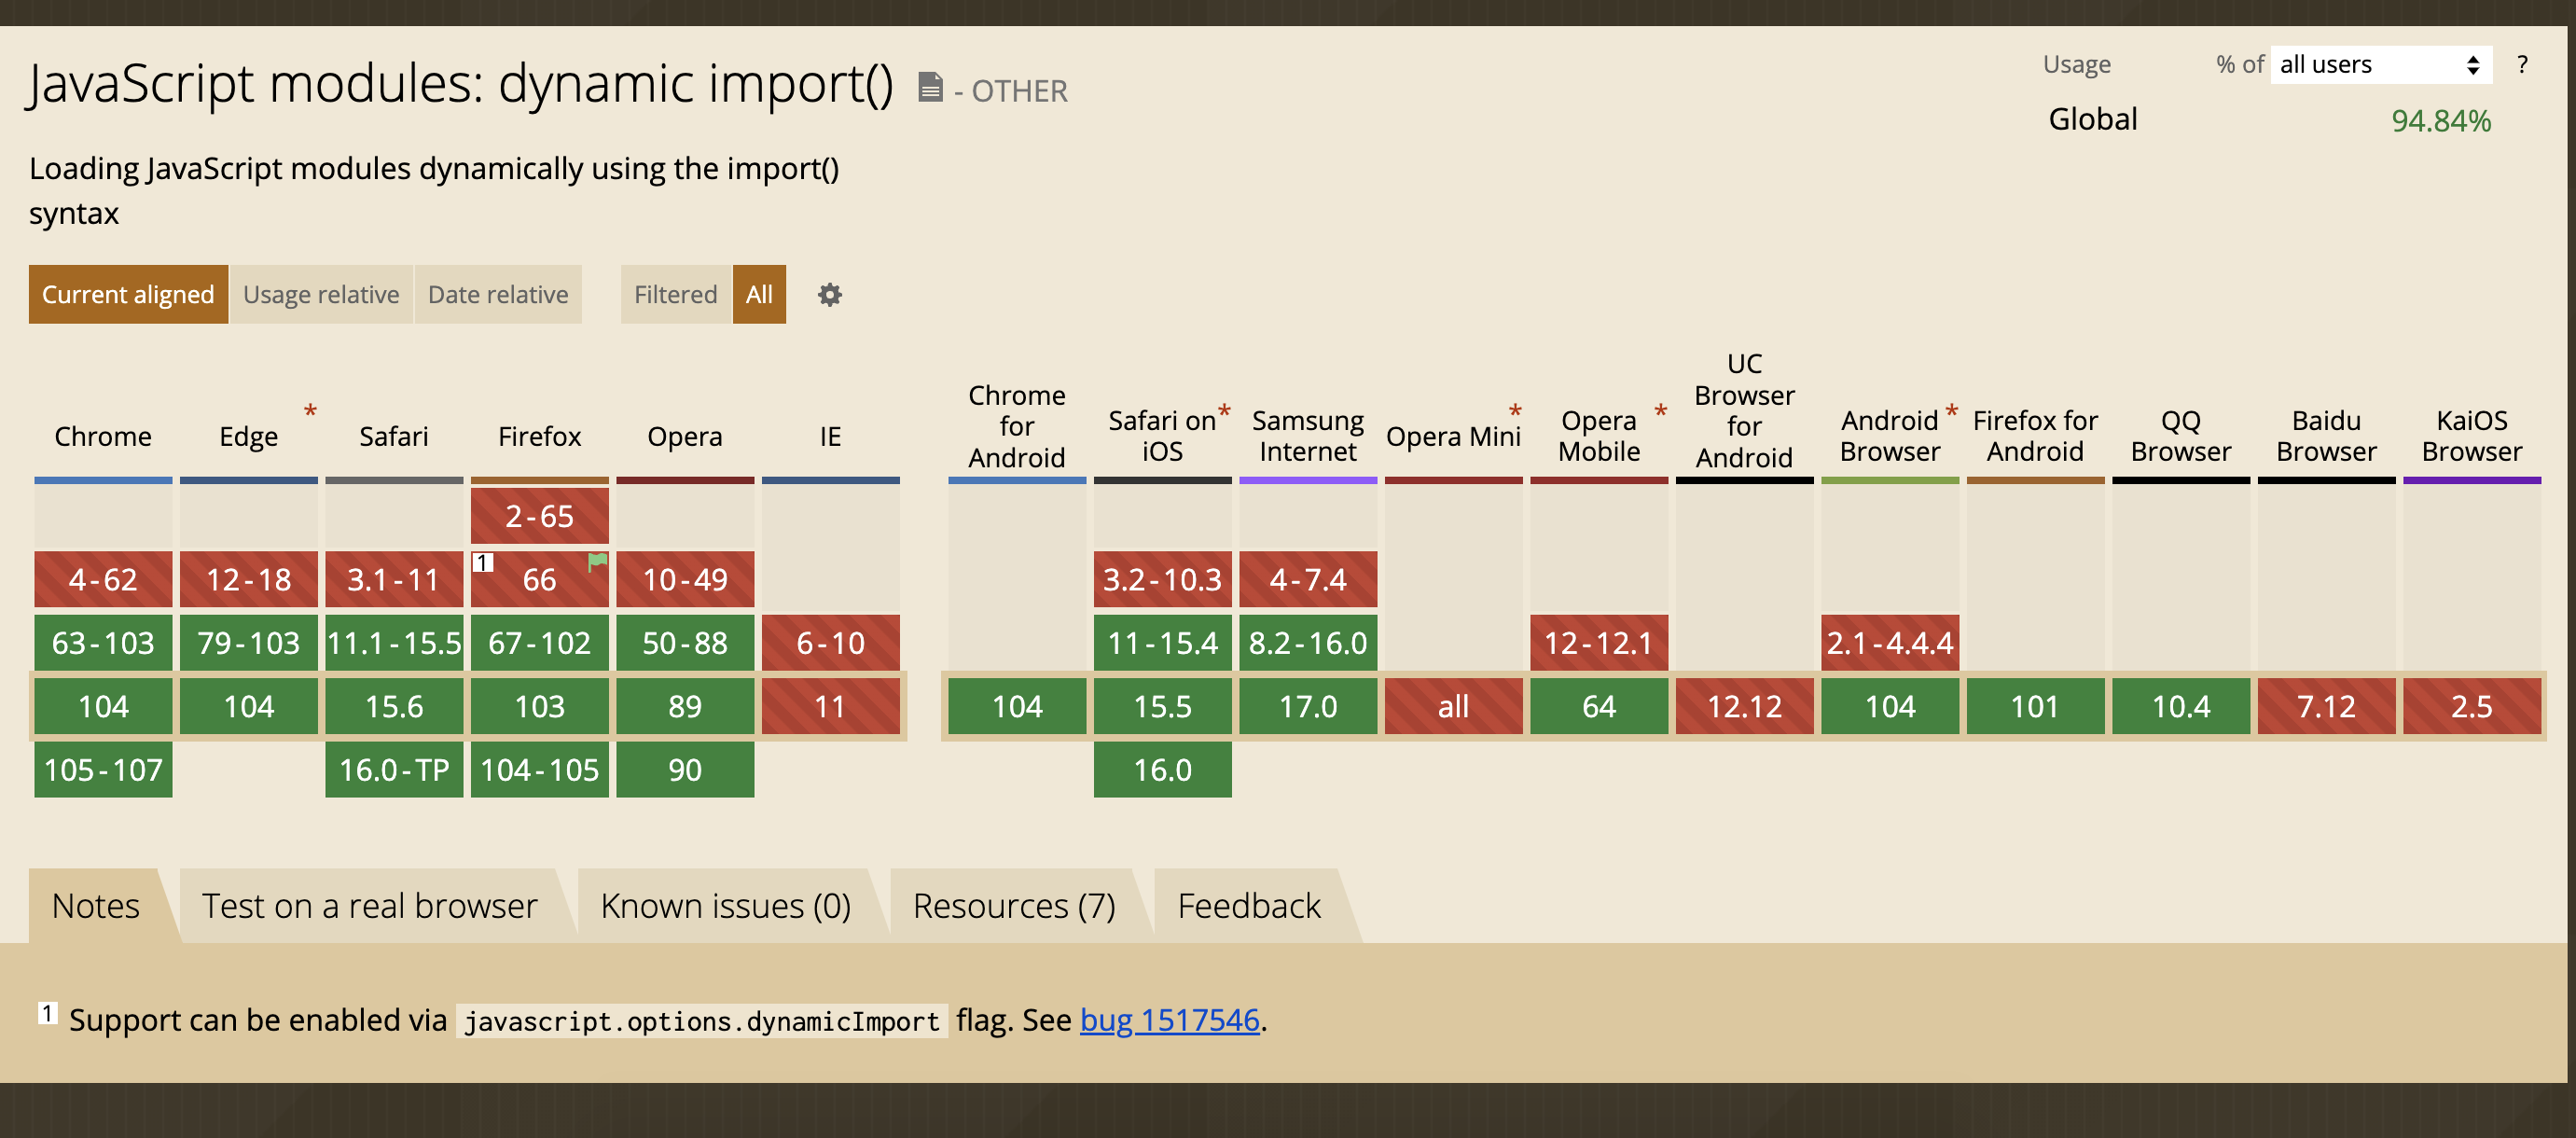 JavaScript modules: dynamic import() - OTHER
Usage % of all users ?
Global 94.84%
Loading JavaScript modules dynamically using the import()
syntax
Current aligned Usage relative Date relative Filtered All
Chrome
Edge *
Safari
Firefox
Opera
IE
Chrome
for
Android
Safari on *
iOS
Samsung
Internet
Opera Mini *
Opera *
Mobile
UC
Browser
for
Android
Android *
Browser
Firefox for
Android
QQ
Browser
Baidu
Browser
KaiOS
Browser
2-65
4-62 12-18 3.1-11 1 66 10-49 3.2-10.3 4-7.4
63-103 79-103 11.1-15.5 67-102 50-88 6-10 11-15.4 8.2-16.0 12-12.1 2.1-4.4.4
104 104 15.6 103 89 11 104 15.5 17.0 all 64 12.12 104 101 10.4 7.12 2.5
105-107 16.0-TP 104-105 90 16.0
Notes Test on a real browser Known issues (0) Resources (7) Feedback
1 Support can be enabled via javascript.options.dynamicImport flag. See bug 1517546.